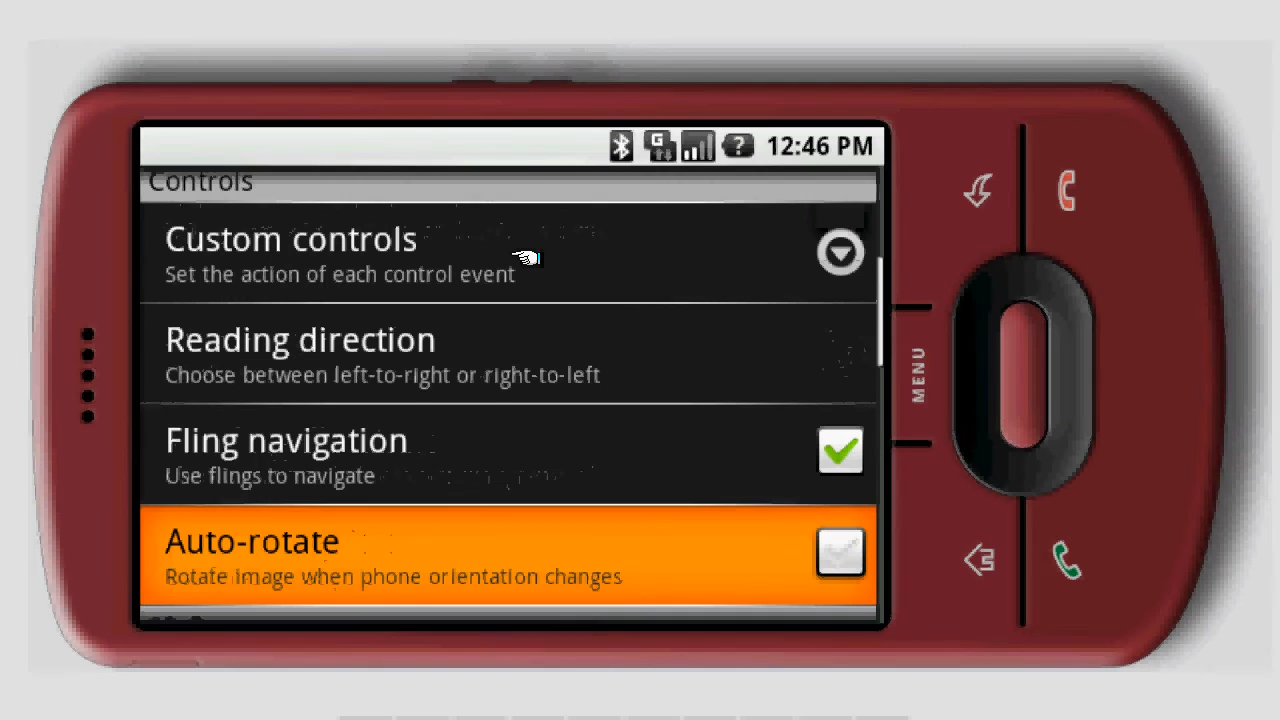 12:46 PM
Controls
Custom controls
Set the action of each control event
Reading direction
Choose between left-to-right or right-to-left
Fling navigation
Use flings to navigate
Auto-rotate
Rotate image when phone orientation changes
MENU